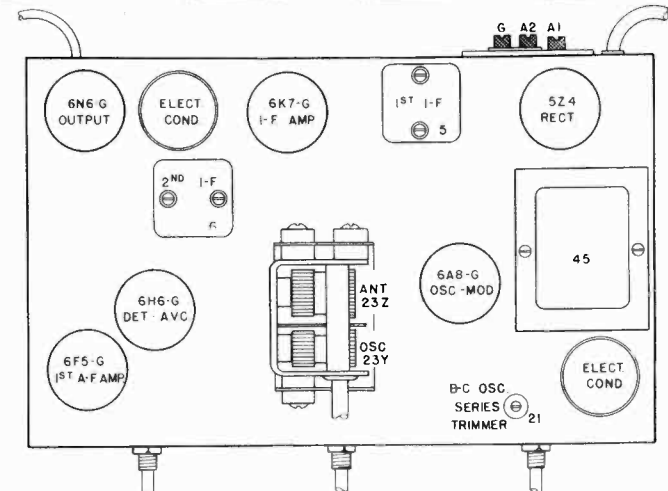 G A2 A1
6N6-G
OUTPUT
ELECT.
COND
6K7-G
I-F AMP
1ST I-F
5
5Z4
RECT
2ND I-F
6
45
ANT
23Z
OSC
23Y
6A8-G
OSC-MOD
6H6-G
DET-AVC
6F5-G
1ST A-F AMP.
ELECT.
COND
B-C OSC.
SERIES
TRIMMER
21